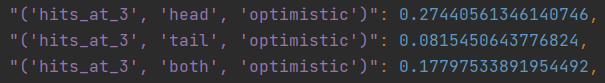 "('hits_at_3', 'head', 'optimistic')": 0.27440561346140746,
"('hits_at_3', 'tail', 'optimistic')": 0.0815450643776824,
"('hits_at_3', 'both', 'optimistic')": 0.17797533891954492,